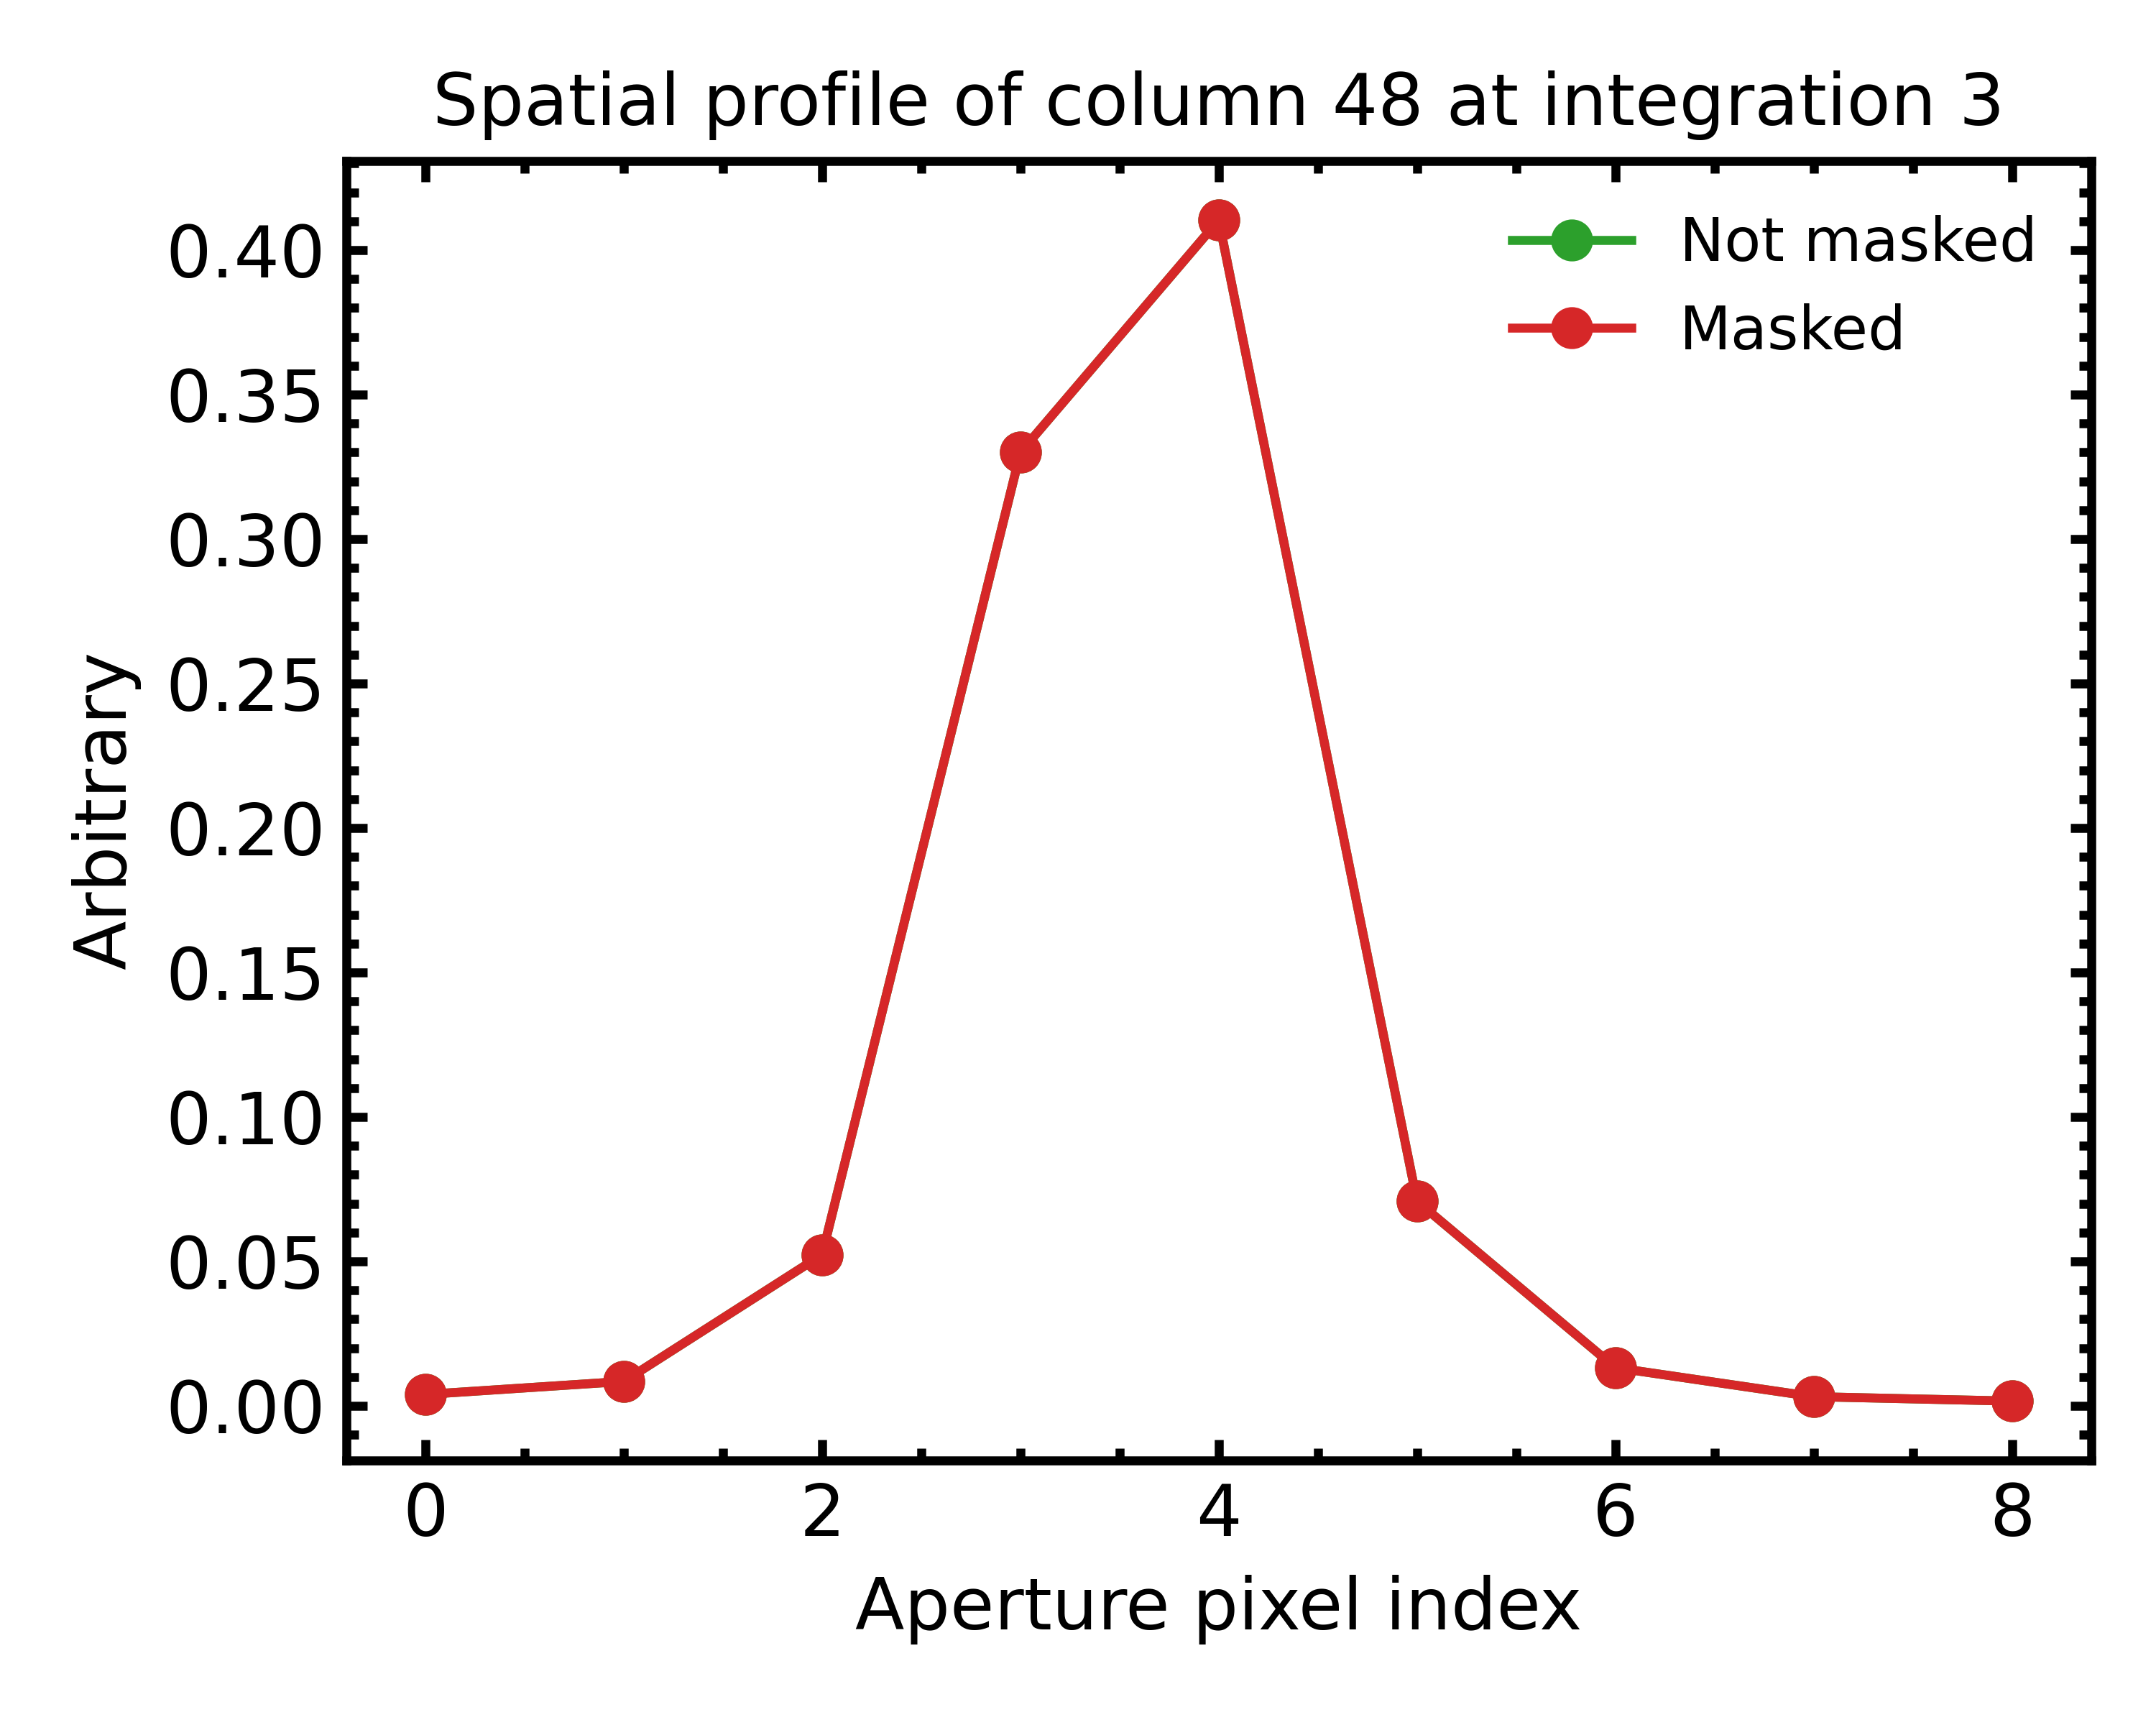 Spatial profile of column 48 at integration 3
Not masked
Masked
0.40
0.35
0.30
0.25
0.20
0.15
0.10
0.05
0.00
Arbitrary
0 2 4 6 8
Aperture pixel index